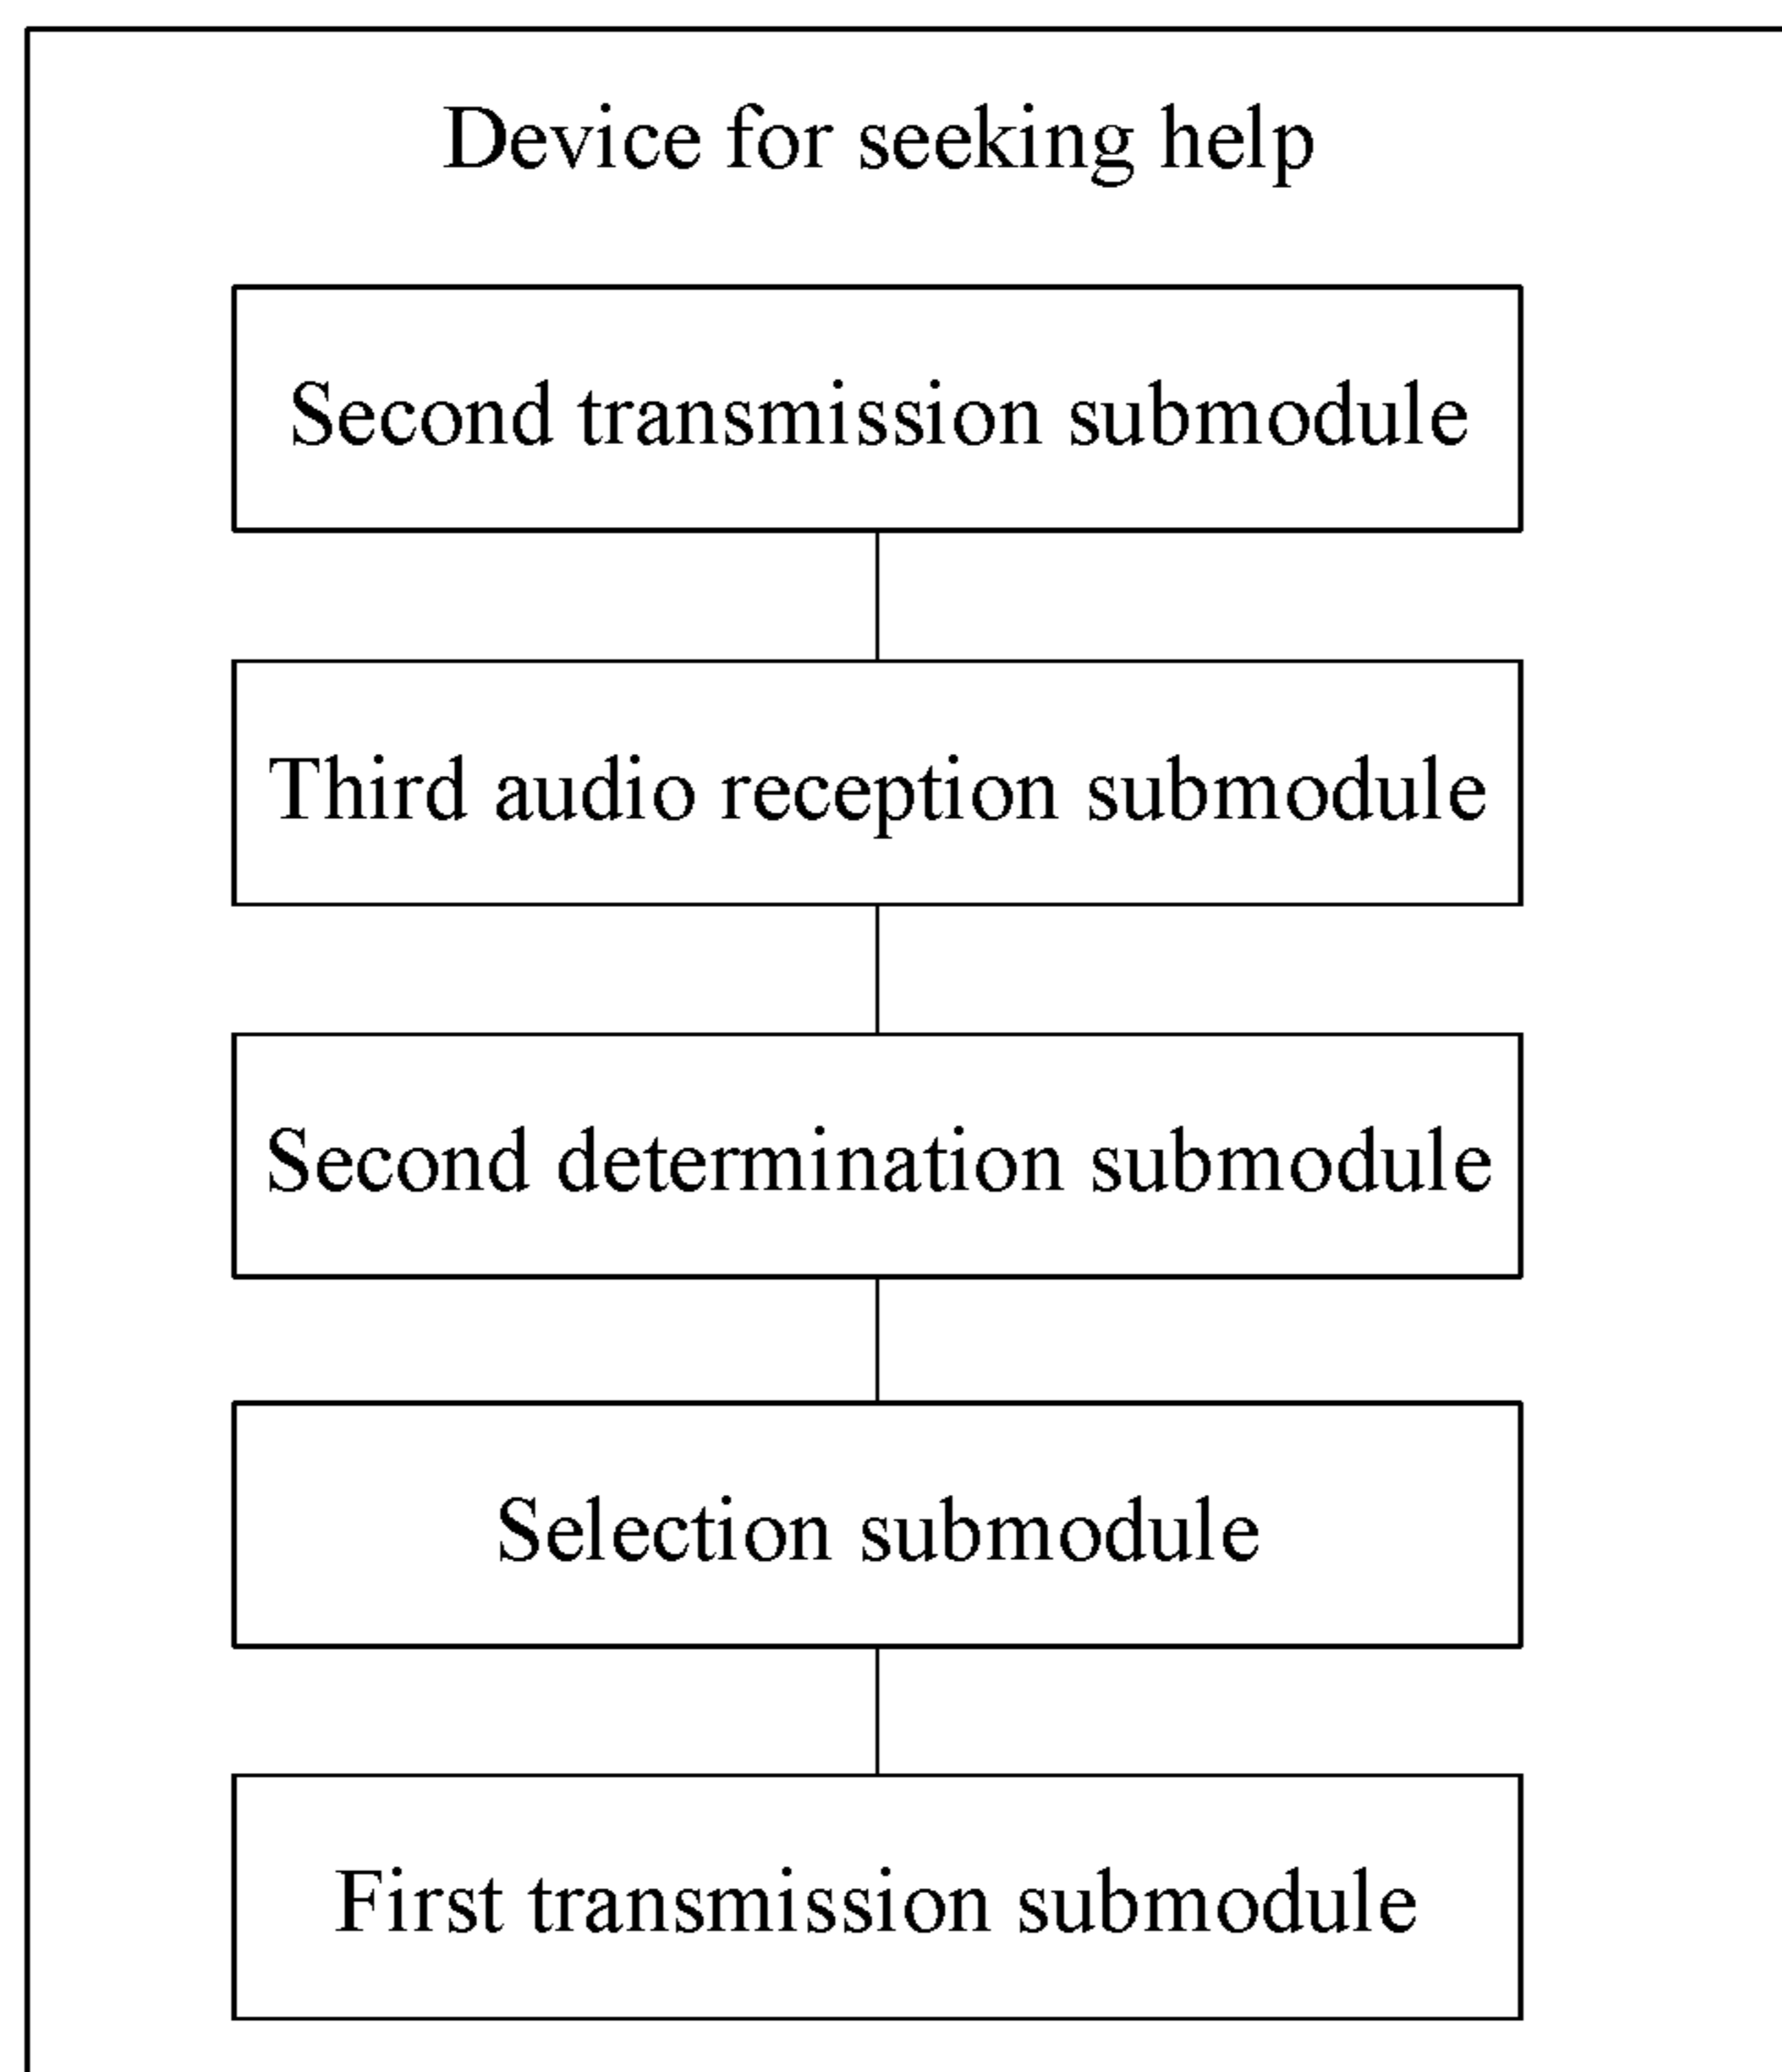 Device for seeking help
Second transmission submodule
Third audio reception submodule
Second determination submodule
Selection submodule
First transmission submodule